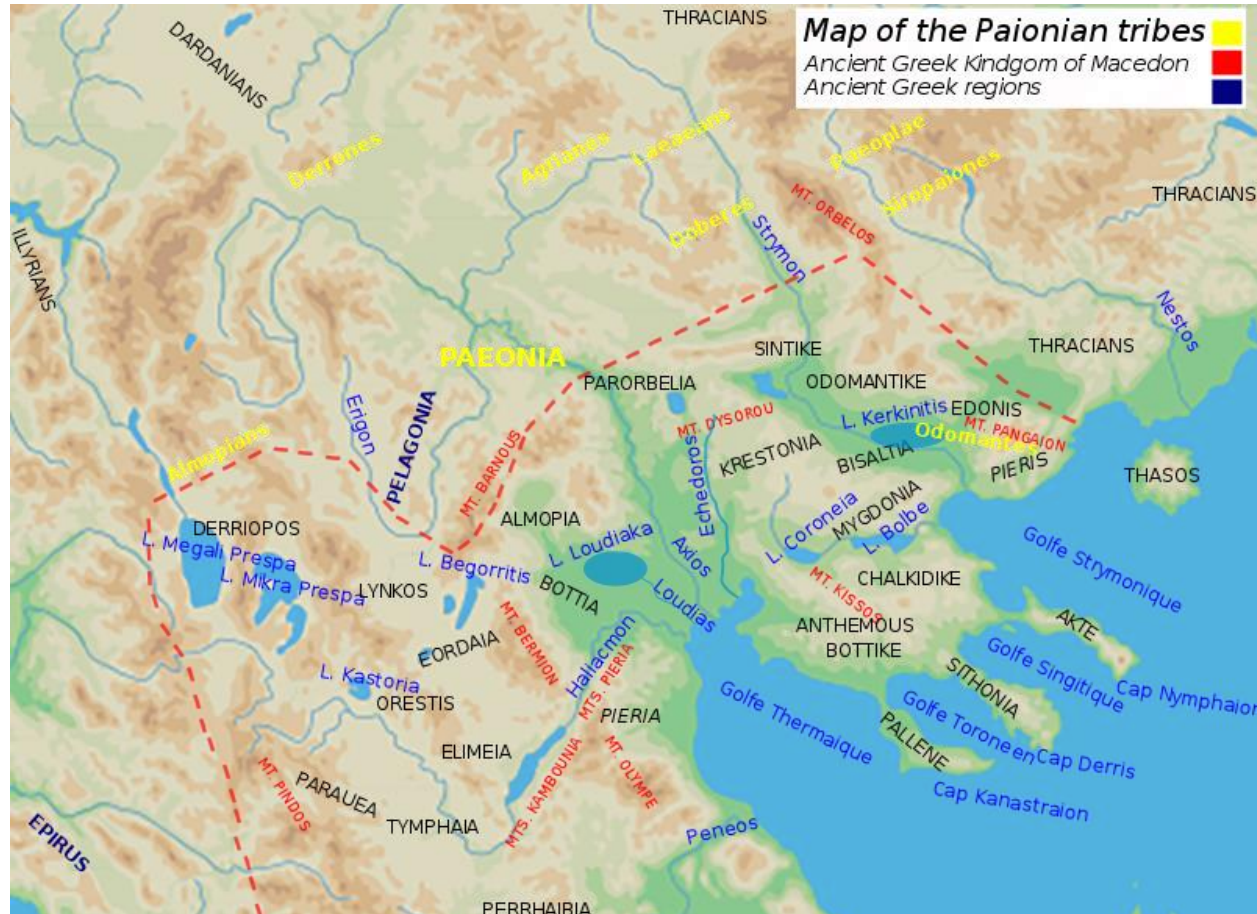 THRACIANS
Map of the Paionian tribes
Ancient Greek Kindgom of Macedon
Ancient Greek regions
DARDANIANS
Derrones
Agrianes
Laeaeans
Paeoplae
Siropaiones
THRACIANS
ILLYRIANS
Doberes
Strymon
MT. ORBELOS
Nestos
PAEONIA
PARORBELIA
SINTIKE
THRACIANS
ODOMANTIKE
Erigon
PELAGONIA
MT. BARNOUS
MT. DYSOROU
L. Kerkinitis
EDONIS
MT. PANGAION
Odomantes
Almopians
KRESTONIA
BISALTIA
PIERIS
THASOS
Echedoros
DERRIOPOS
ALMOPIA
MYGDONIA
L. Megali Prespa
L. Mikra Prespa
LYNKOS
L. Begorritis
L. Loudiaka
Axios
L. Coroneia
L. Bolbe
Golfe Strymonique
BOTTIA
Loudias
MT. KISSOS
CHALKIDIKE
EORDAIA
MT. BERMION
Haliacmon
MTS. PIERIA
ANTHEMOUS
BOTTIKE
AKTE
Golfe Singitique
Cap Nymphaion
L. Kastoria
ORESTIS
PIERIA
Golfe Thermaique
SITHONIA
Golfe Toroneen
Cap Derris
PALLENE
Cap Kanastraion
ELIMEIA
MT. PINDOS
PARAUEA
TYMPHAIA
MTS. KAMBOUNIA
MT. OLYMPE
Peneos
EPIRUS
PERRHAIBIA